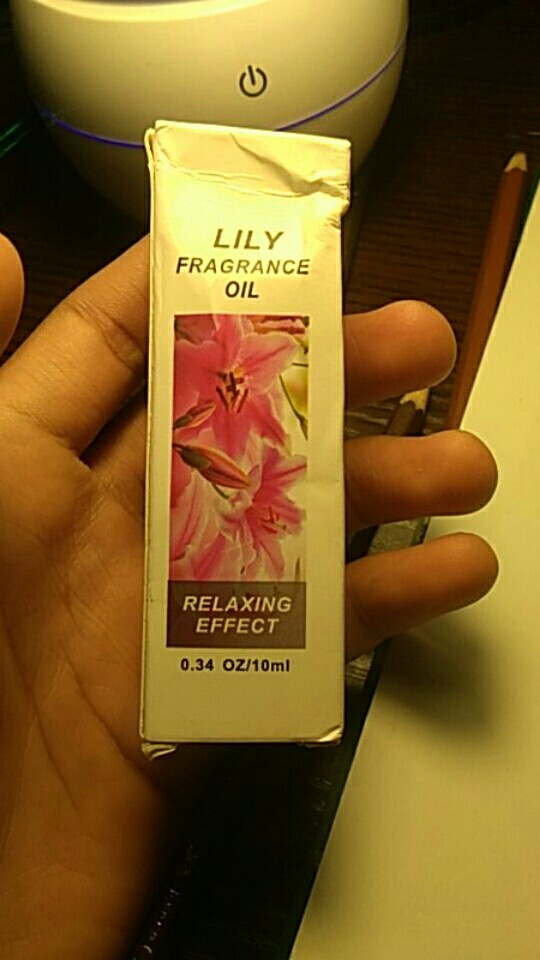 LILY
FRAGRANCE
OIL
RELAXING
EFFECT
0.34 OZ/10ml